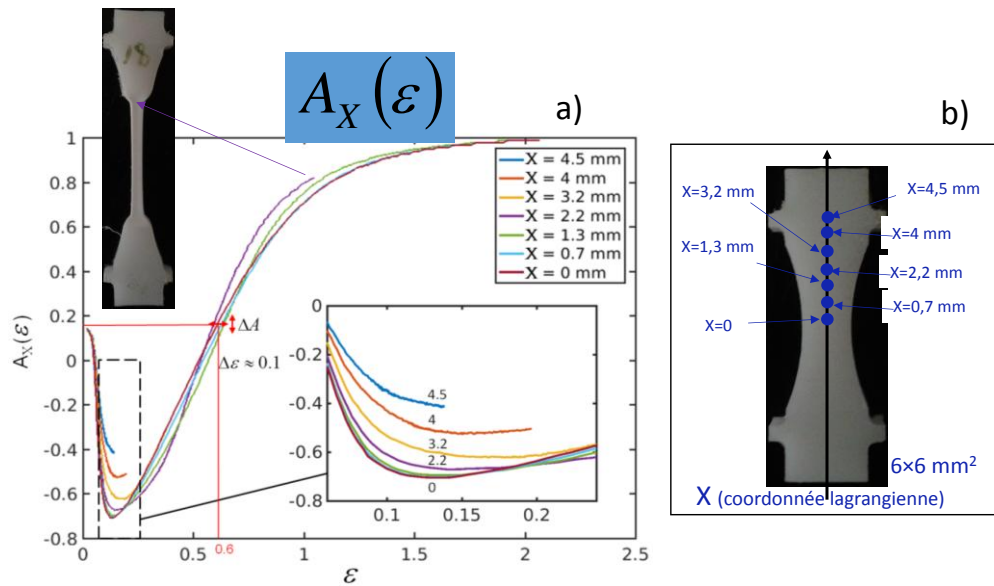 18
A_X(ε)
a)
1
0.8
0.6
0.4
0.2
0
-0.2
-0.4
-0.6
-0.8
A_X(ε)
0
0.5
0.6
1
1.5
2
2.5
ε
X = 4.5 mm
X = 4 mm
X = 3.2 mm
X = 2.2 mm
X = 1.3 mm
X = 0.7 mm
X = 0 mm
ΔA
Δε ≈ 0.1
0
-0.2
-0.4
-0.6
-0.8
0.1
0.15
0.2
4.5
4
3.2
2.2
0
b)
X=3,2 mm
X=4,5 mm
X=4 mm
X=1,3 mm
X=2,2 mm
X=0,7 mm
X=0
6×6 mm²
X (coordonnée lagrangienne)